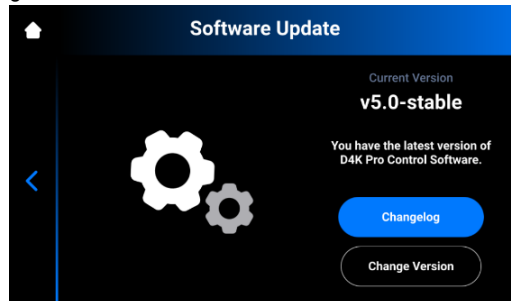 Software Update
Current Version
v5.0-stable
You have the latest version of
D4K Pro Control Software.
Changelog
Change Version